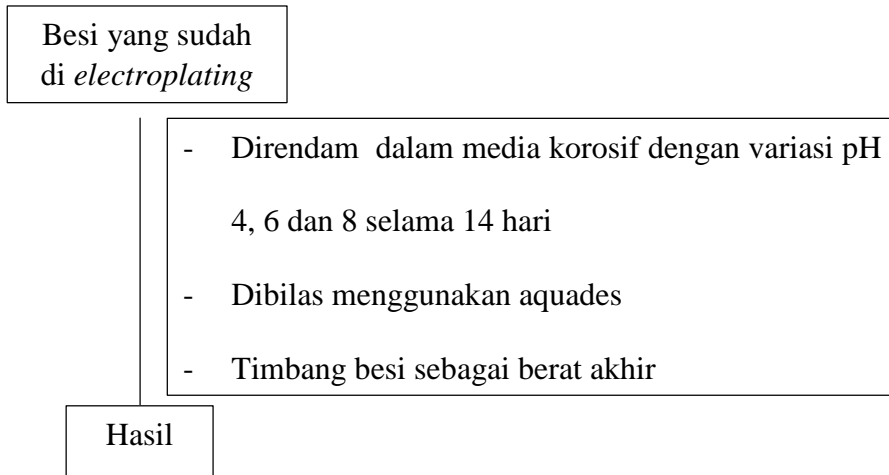 Besi yang sudah
di electroplating
- Direndam dalam media korosif dengan variasi pH
4, 6 dan 8 selama 14 hari
- Dibilas menggunakan aquades
- Timbang besi sebagai berat akhir
Hasil